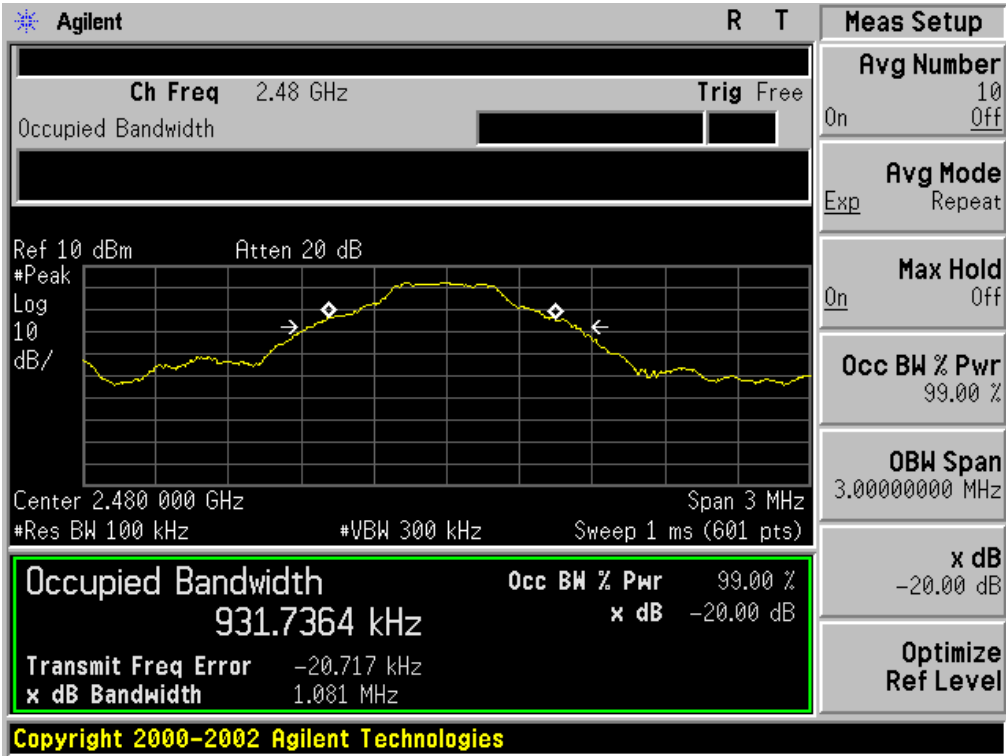 Agilent R T
Ch Freq 2.48 GHz Trig Free
Occupied Bandwidth
Ref 10 dBm Atten 20 dB
#Peak
Log
10
dB/
Center 2.480 000 GHz Span 3 MHz
#Res BW 100 kHz #VBW 300 kHz Sweep 1 ms (601 pts)
Occupied Bandwidth Occ BW % Pwr 99.00 %
931.7364 kHz x dB -20.00 dB
Transmit Freq Error -20.717 kHz
x dB Bandwidth 1.081 MHz
Copyright 2000-2002 Agilent Technologies
Meas Setup
Avg Number
10
On Off
Avg Mode
Exp Repeat
Max Hold
On Off
Occ BW % Pwr
99.00 %
OBW Span
3.00000000 MHz
x dB
-20.00 dB
Optimize
Ref Level